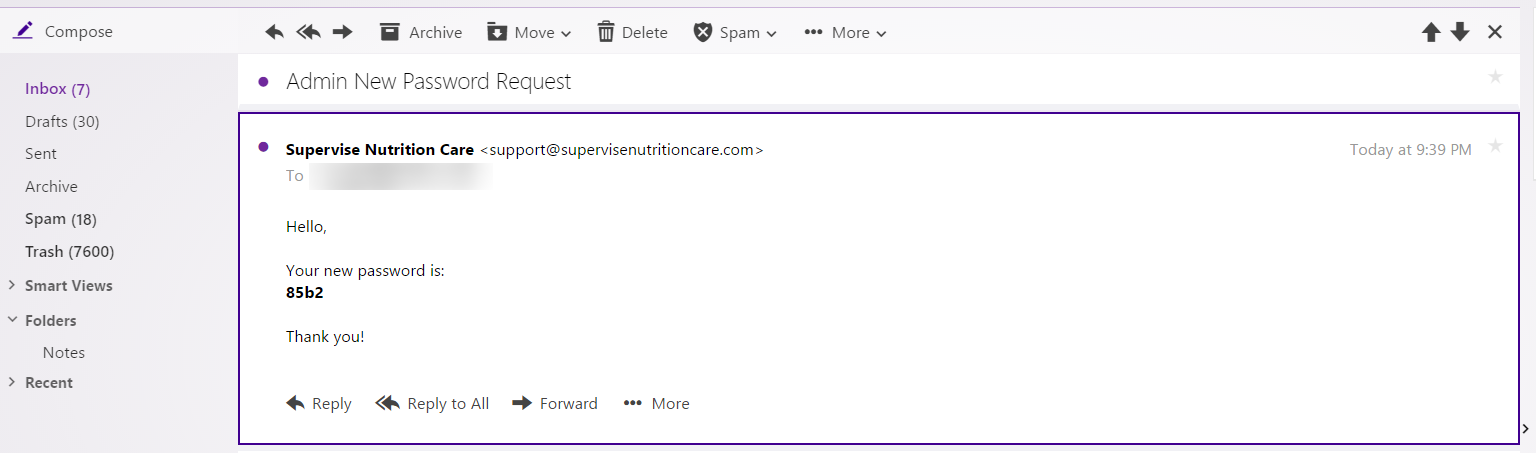 Compose
Archive Move Delete Spam ••• More
Inbox (7)
Drafts (30)
Sent
Archive
Spam (18)
Trash (7600)
Smart Views
Folders
Notes
Recent
Admin New Password Request
Supervise Nutrition Care <support@supervisenutritioncare.com> Today at 9:39 PM
To
Hello,
Your new password is:
85b2
Thank you!
Reply Reply to All Forward ••• More